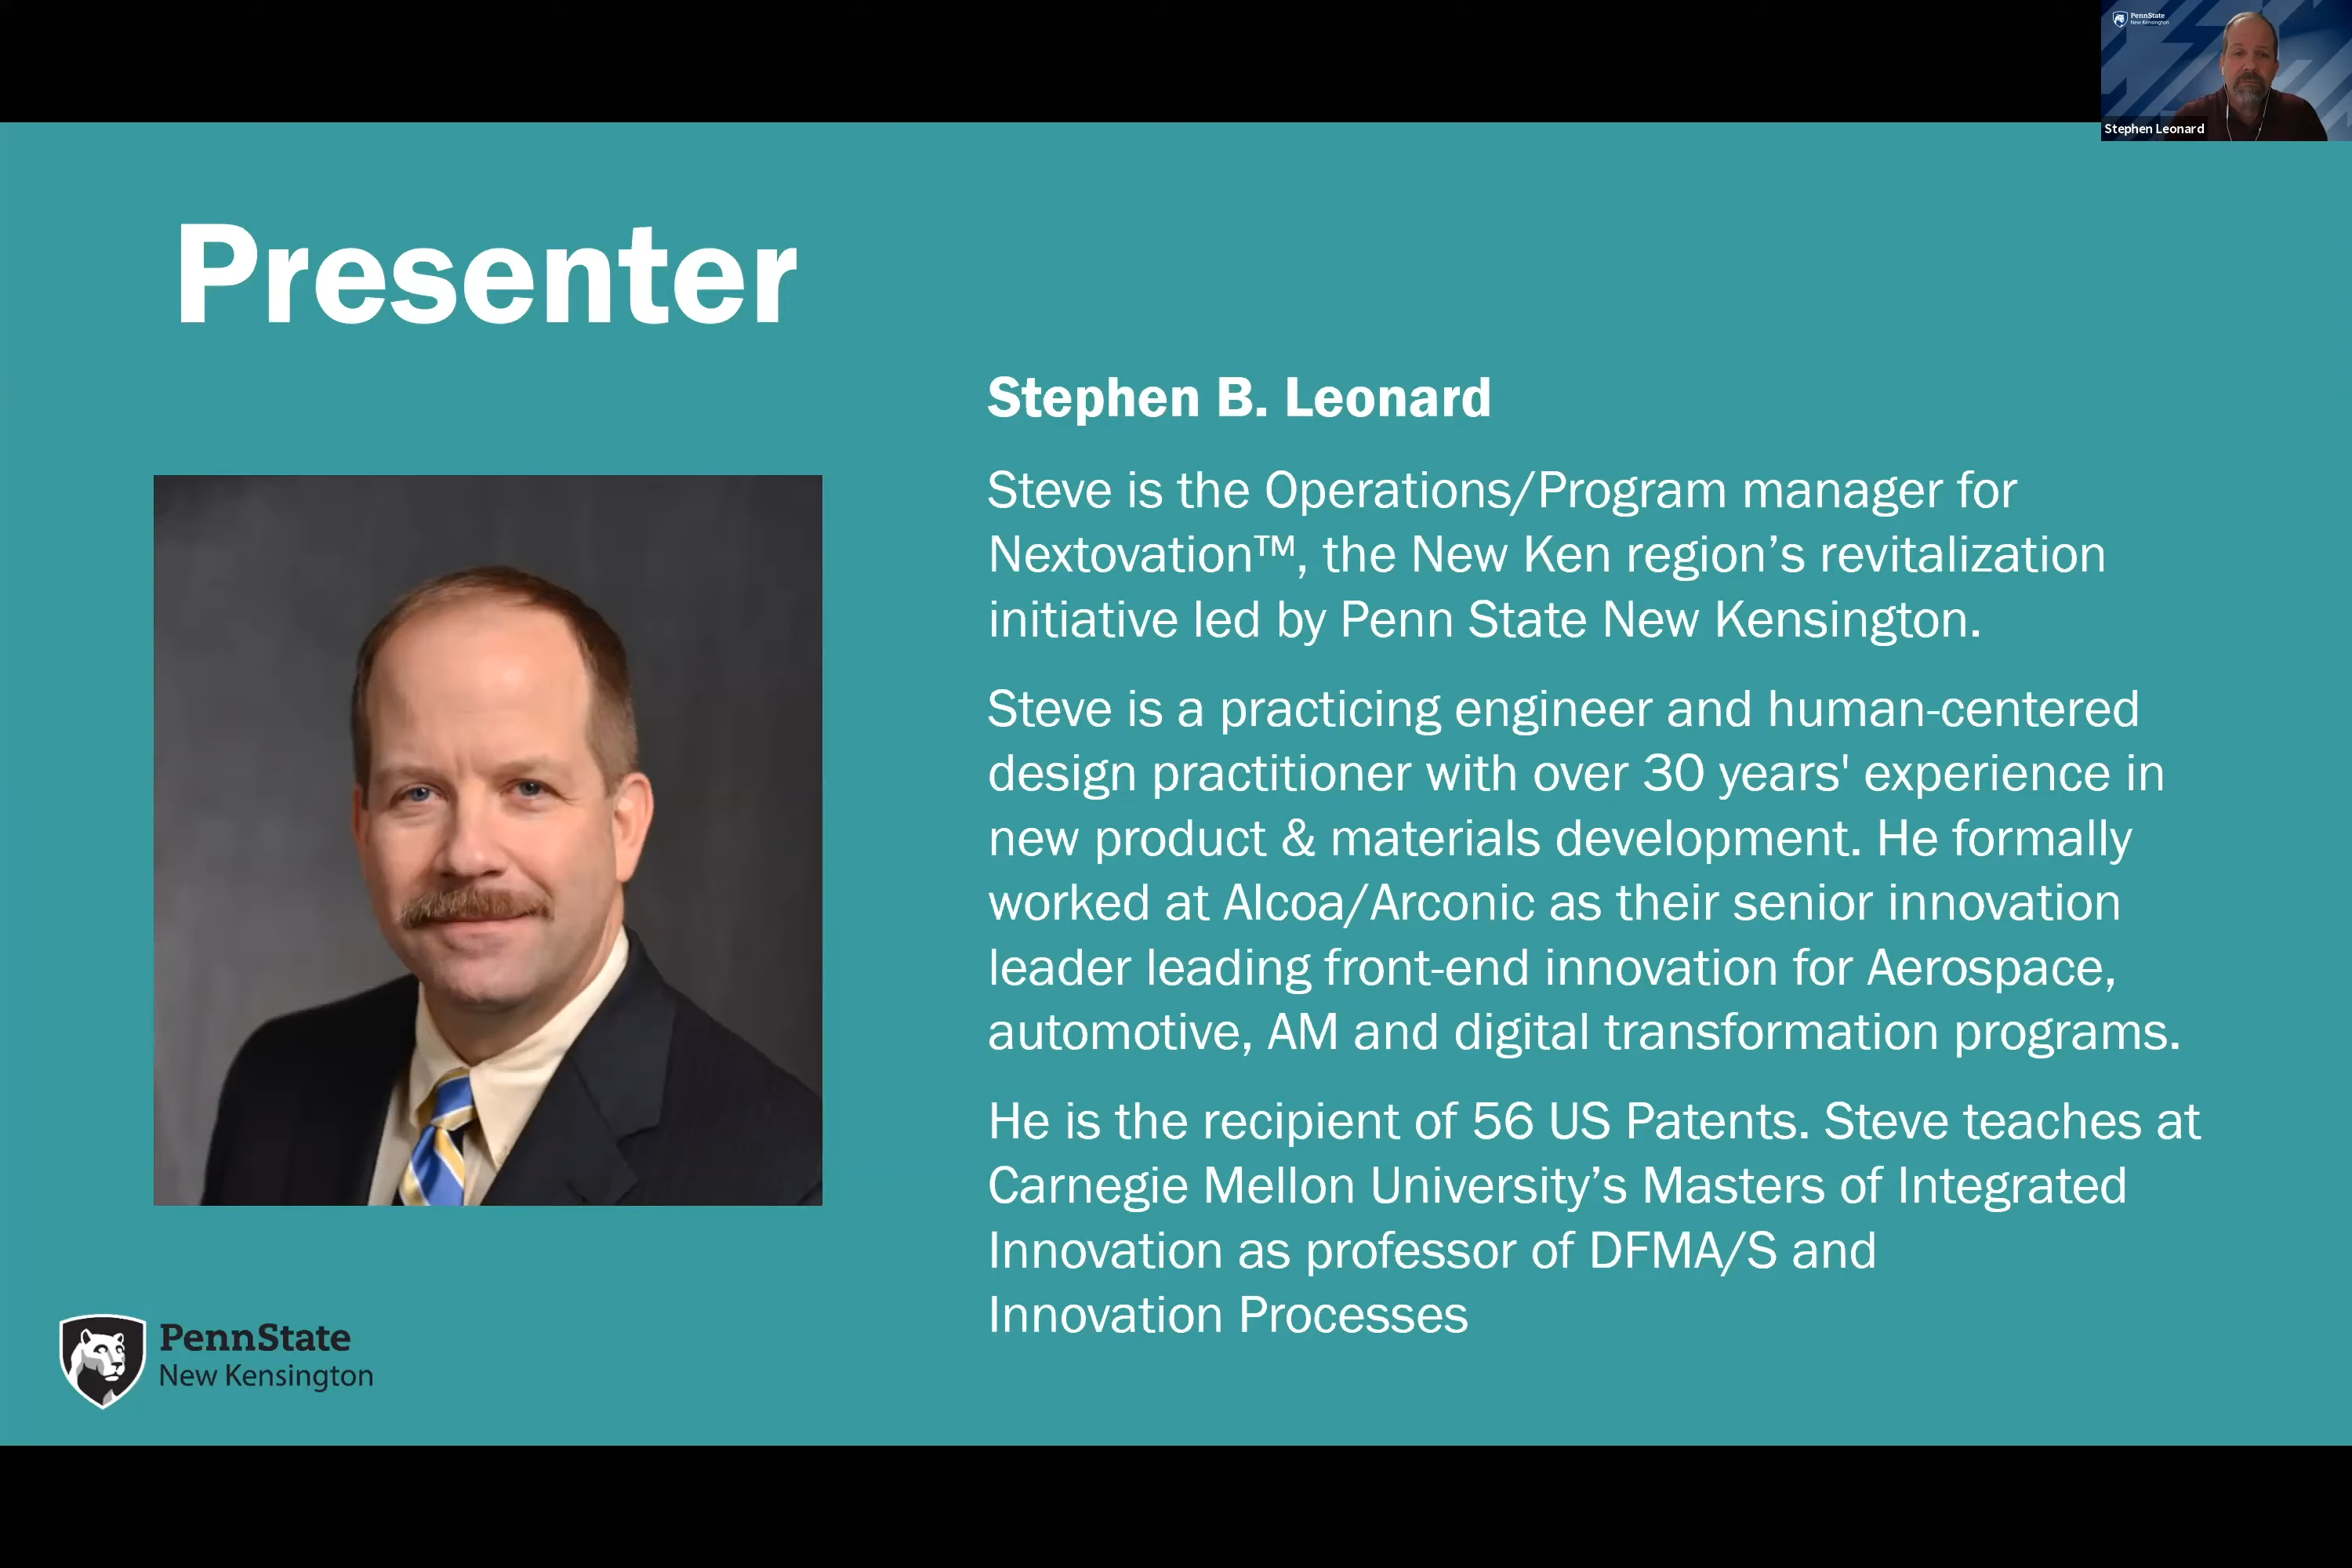 PennState
New Kensington
Stephen Leonard
Presenter
Stephen B. Leonard
Steve is the Operations/Program manager for
Nextovation™, the New Ken region’s revitalization
initiative led by Penn State New Kensington.
Steve is a practicing engineer and human-centered
design practitioner with over 30 years' experience in
new product & materials development. He formally
worked at Alcoa/Arconic as their senior innovation
leader leading front-end innovation for Aerospace,
automotive, AM and digital transformation programs.
He is the recipient of 56 US Patents. Steve teaches at
Carnegie Mellon University’s Masters of Integrated
Innovation as professor of DFMA/S and
Innovation Processes
PennState
New Kensington